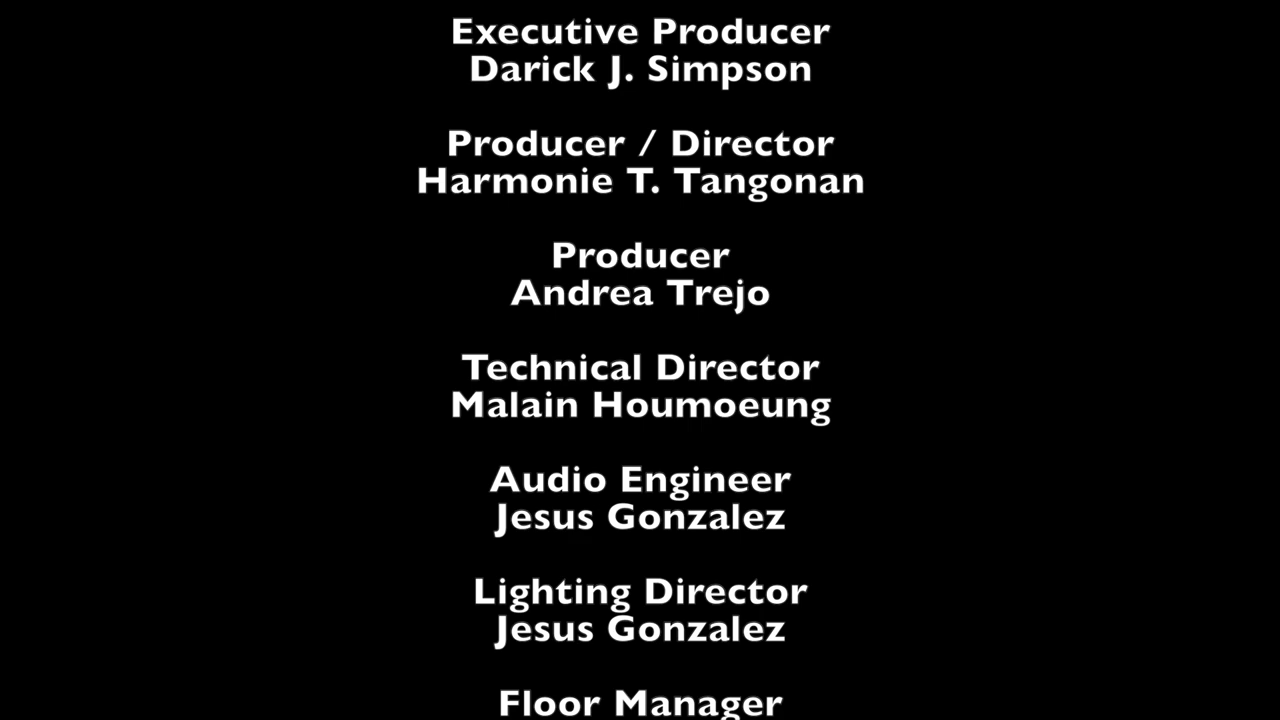 Executive Producer
Darick J. Simpson
Producer / Director
Harmonie T. Tangonan
Producer
Andrea Trejo
Technical Director
Malain Houmoeung
Audio Engineer
Jesus Gonzalez
Lighting Director
Jesus Gonzalez
Floor Manager